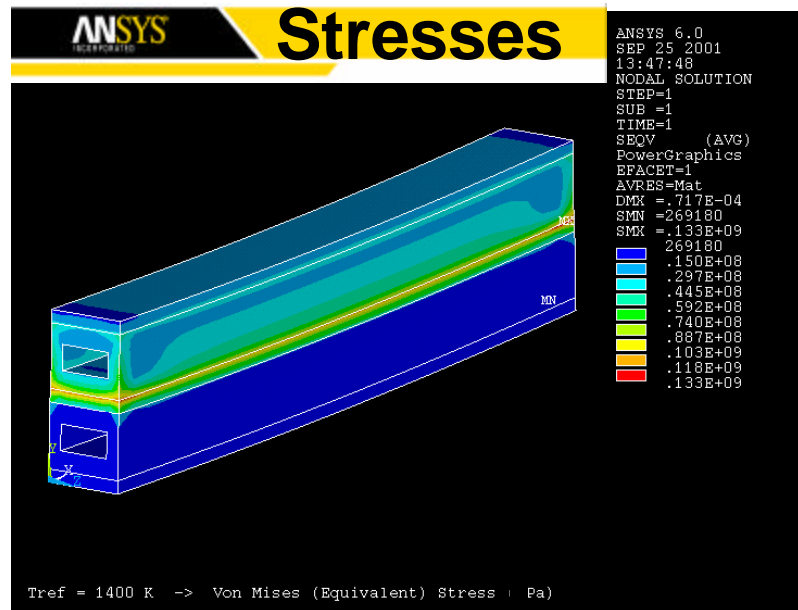 ANSYS
INCORPORATED
Stresses
ANSYS 6.0
SEP 25 2001
13:47:48
NODAL SOLUTION
STEP=1
SUB =1
TIME=1
SEQV (AVG)
PowerGraphics
EFACET=1
AVRES=Mat
DMX =.717E-04
SMN =269180
SMX =.133E+09
269180
.150E+08
.297E+08
.445E+08
.592E+08
.740E+08
.887E+08
.103E+09
.118E+09
.133E+09
MX
MN
Y
X
Z
Tref = 1400 K -> Von Mises (Equivalent) Stress ( Pa)